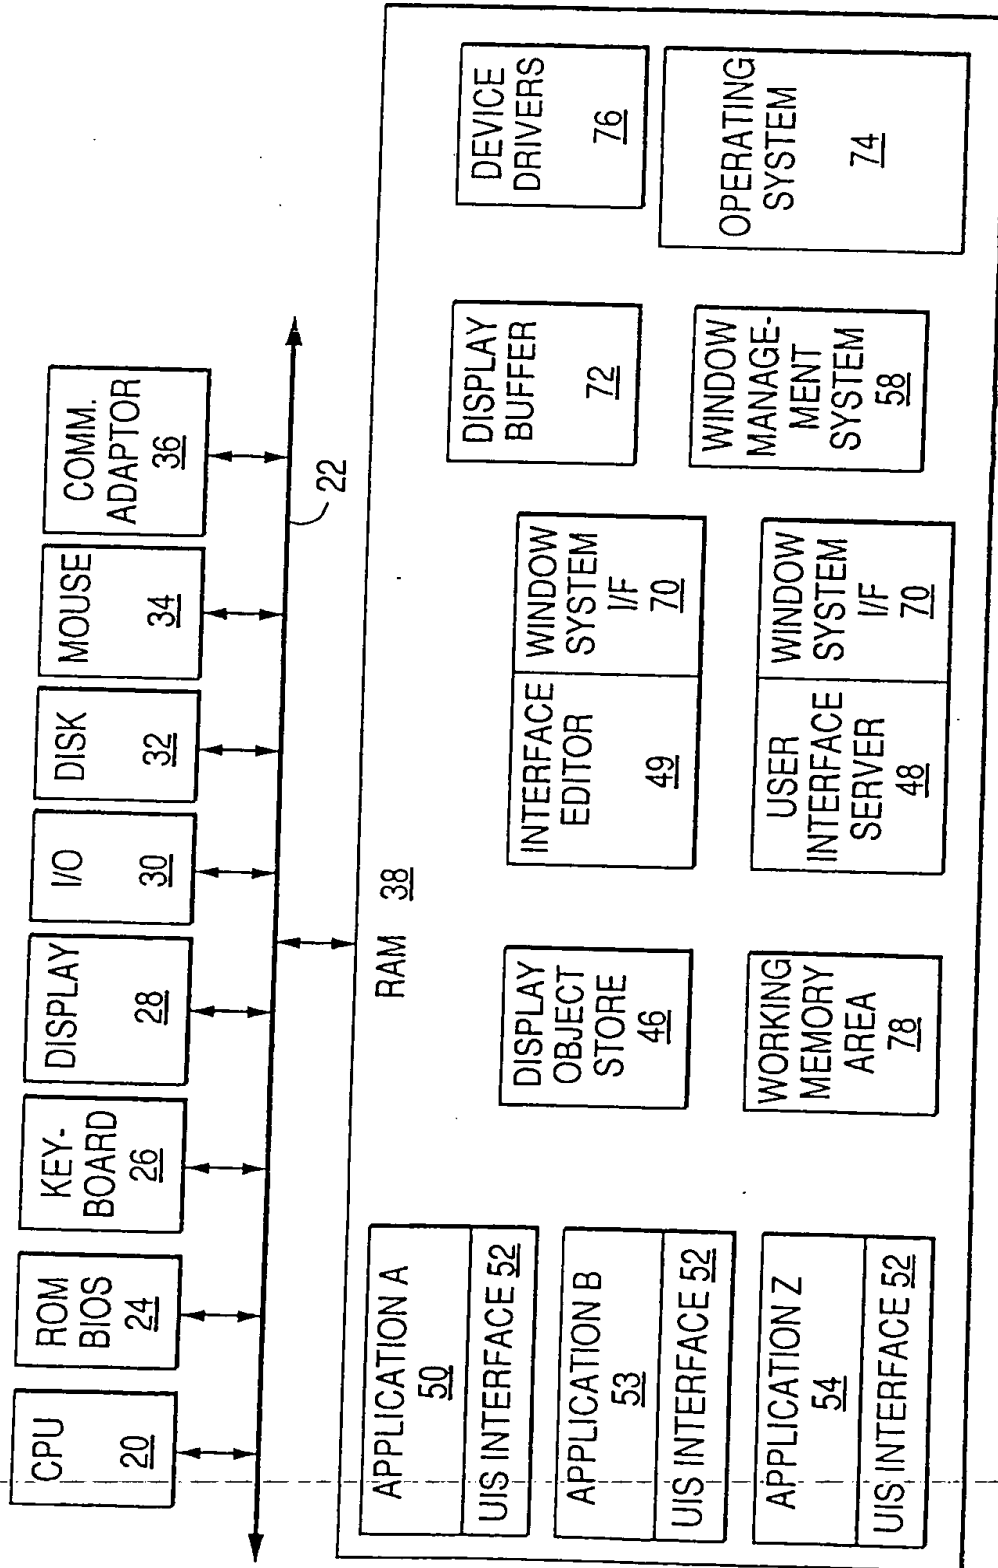 CPU
20
ROM
BIOS
24
KEY-
BOARD
26
DISPLAY
28
I/O
30
DISK
32
MOUSE
34
COMM.
ADAPTOR
36
22
RAM 38
APPLICATION A
50
UIS INTERFACE 52
APPLICATION B
53
UIS INTERFACE 52
APPLICATION Z
54
UIS INTERFACE 52
DISPLAY
OBJECT
STORE
46
WORKING
MEMORY
AREA
78
INTERFACE
EDITOR
49
WINDOW
SYSTEM
I/F
70
USER
INTERFACE
SERVER
48
WINDOW
SYSTEM
I/F
70
DISPLAY
BUFFER
72
WINDOW
MANAGE-
MENT
SYSTEM
58
DEVICE
DRIVERS
76
OPERATING
SYSTEM
74